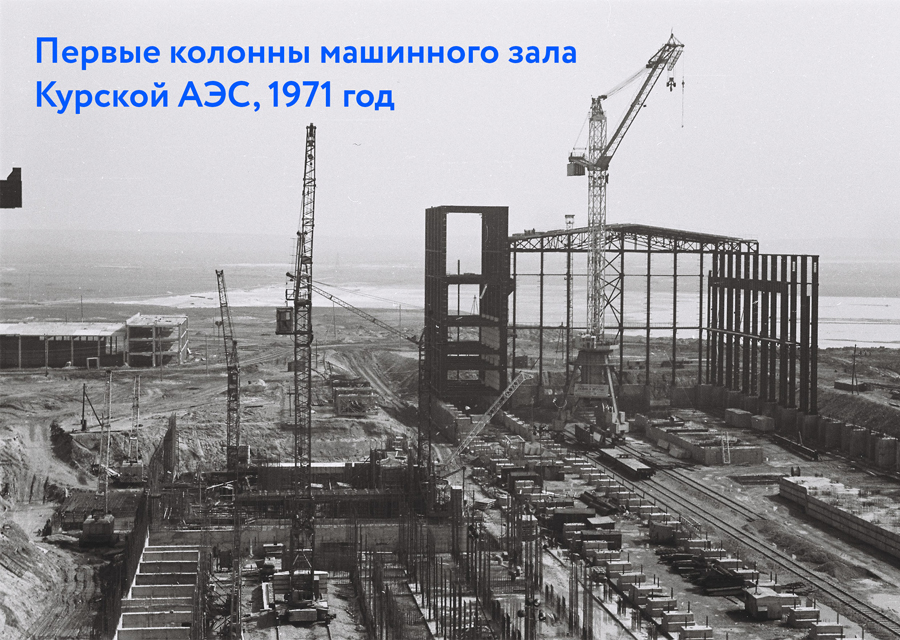 Первые колонны машинного зала
Курской АЭС, 1971 год